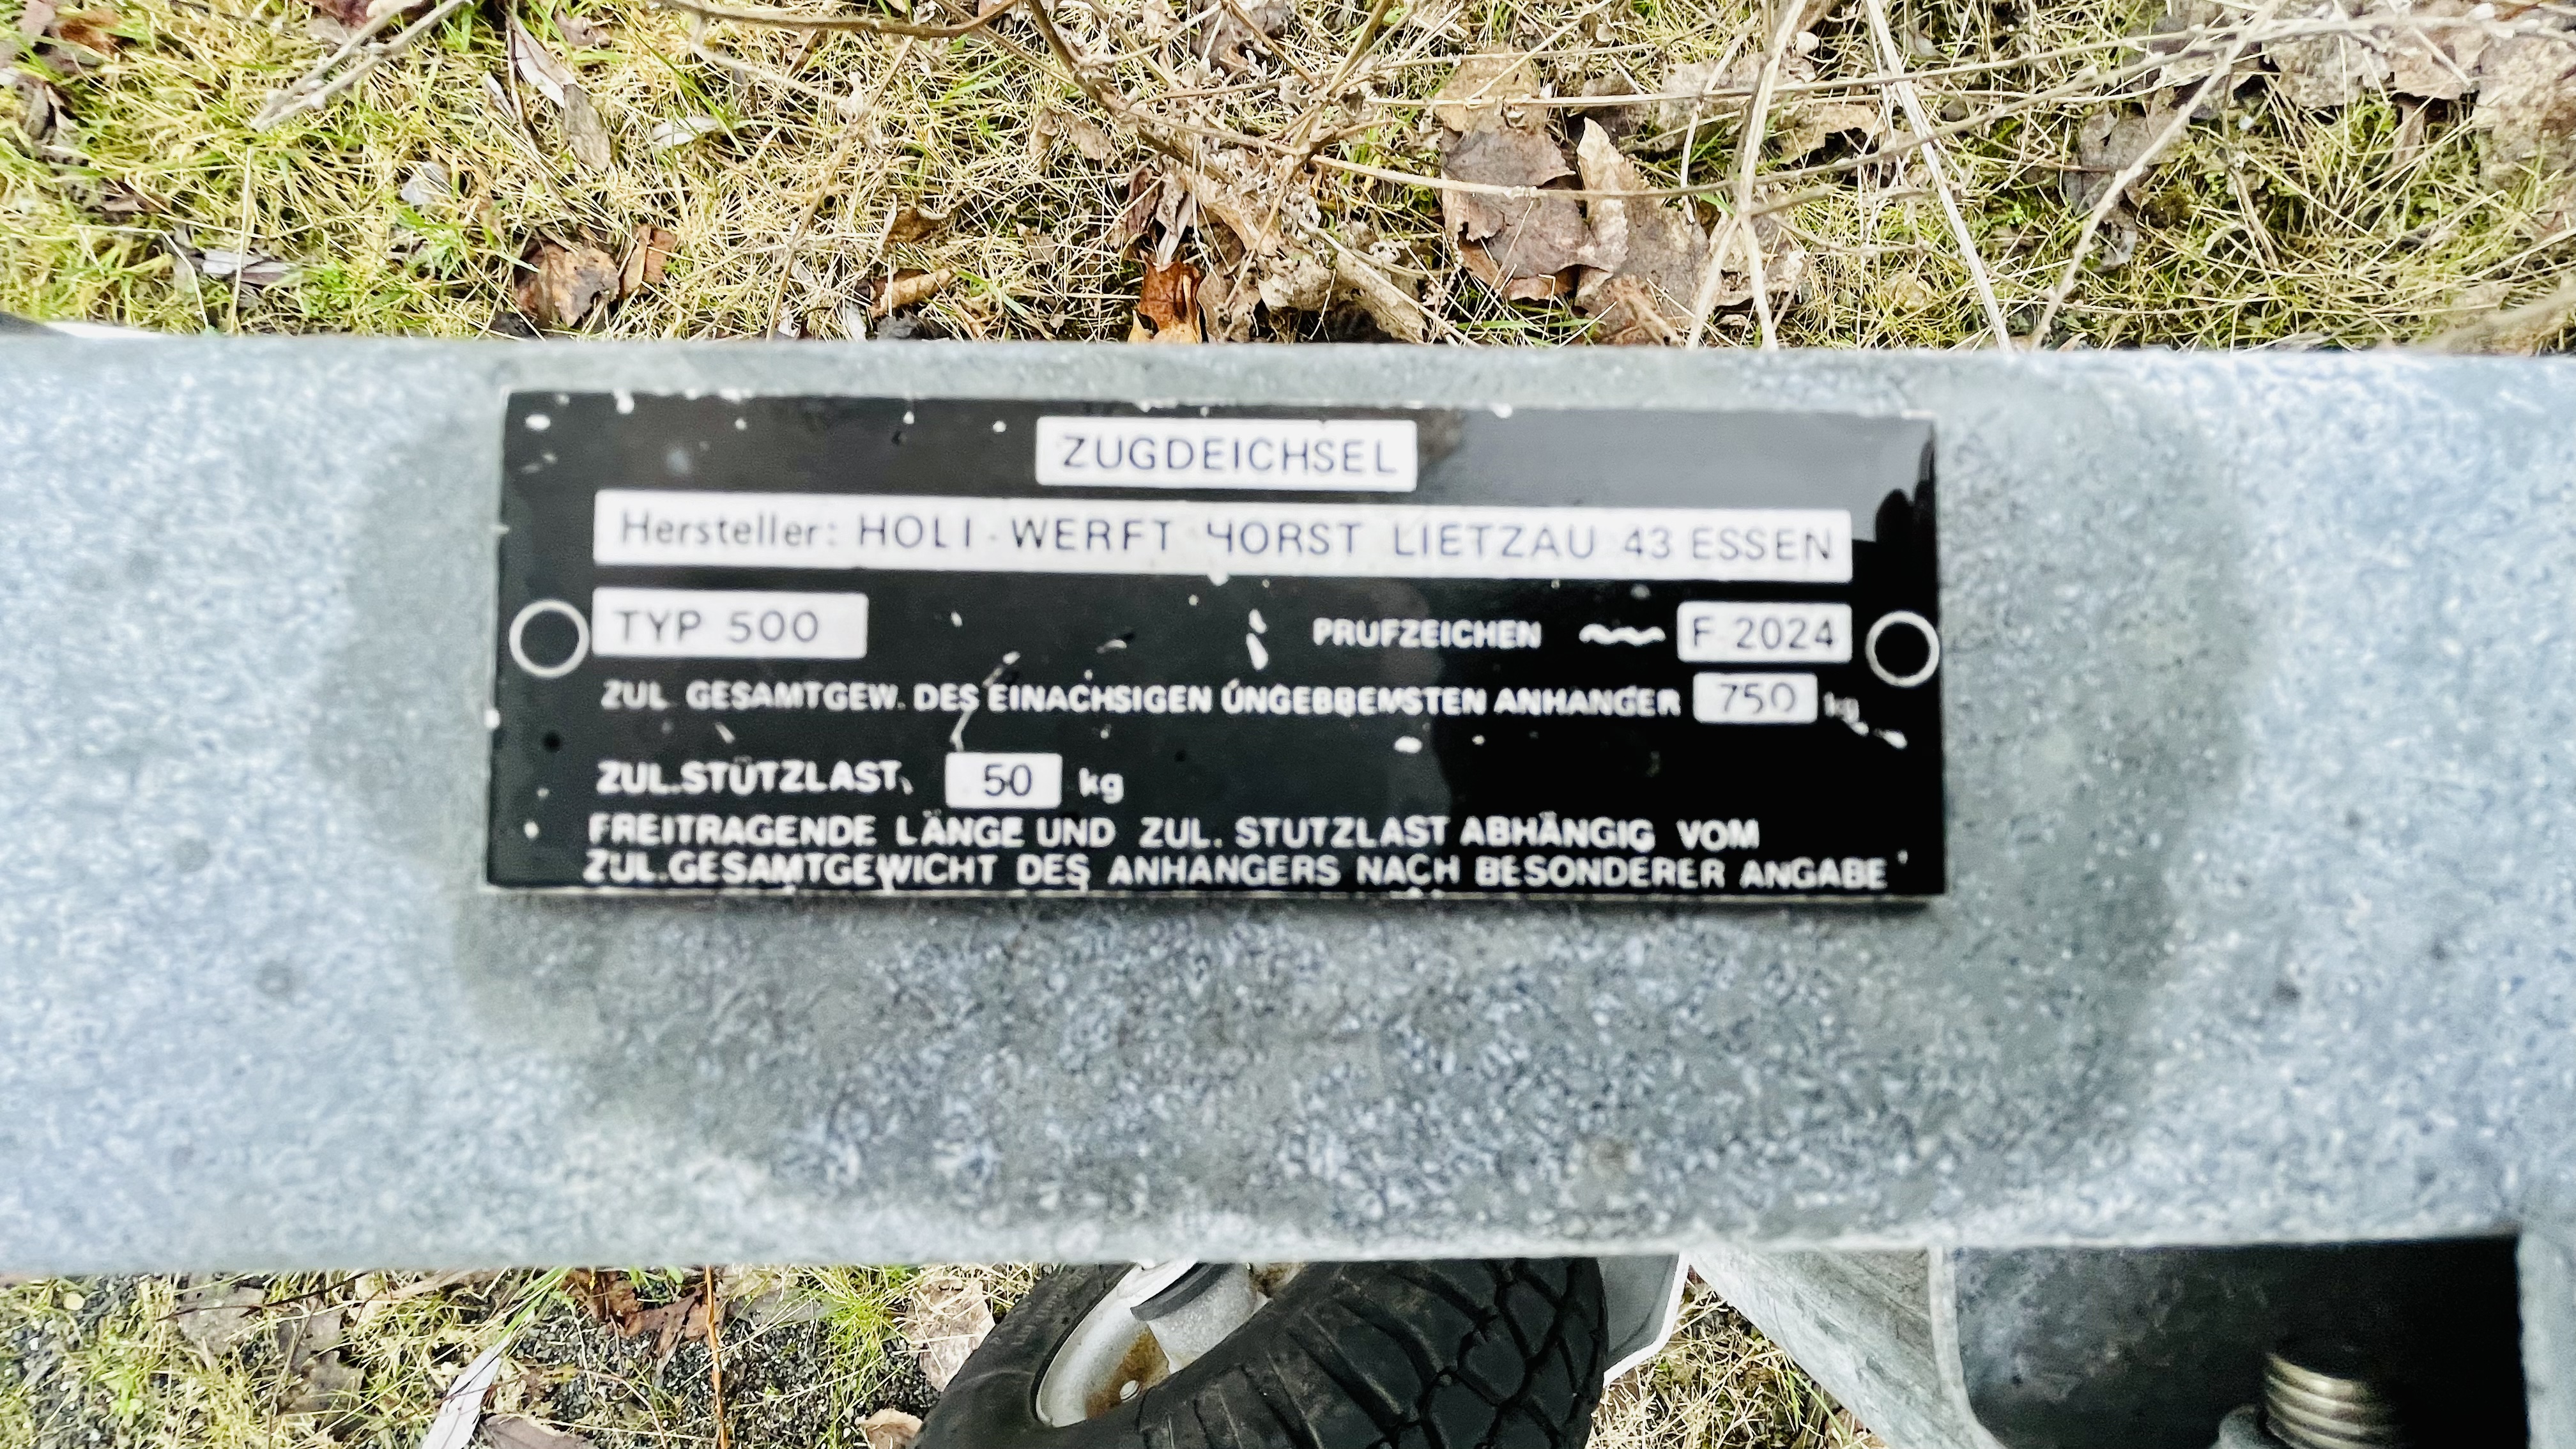 ZUGDEICHSEL
Hersteller: HOLI-WERFT HORST LIETZAU 43 ESSEN
TYP 500 PRUFZEICHEN ~ F 2024
ZUL. GESAMTGEW. DES EINACHSIGEN UNGEBREMSTEN ANHANGER 750 kg
ZUL. STÜTZLAST 50 kg
FREITRAGENDE LÄNGE UND ZUL. STUTZLAST ABHÄNGIG VOM
ZUL. GESAMTGEWICHT DES ANHANGERS NACH BESONDERER ANGABE